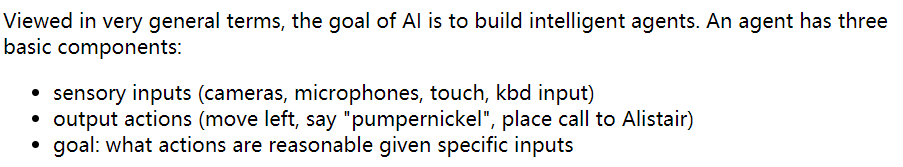 Viewed in very general terms, the goal of AI is to build intelligent agents. An agent has three
basic components:
• sensory inputs (cameras, microphones, touch, kbd input)
• output actions (move left, say "pumpernickel", place call to Alistair)
• goal: what actions are reasonable given specific inputs